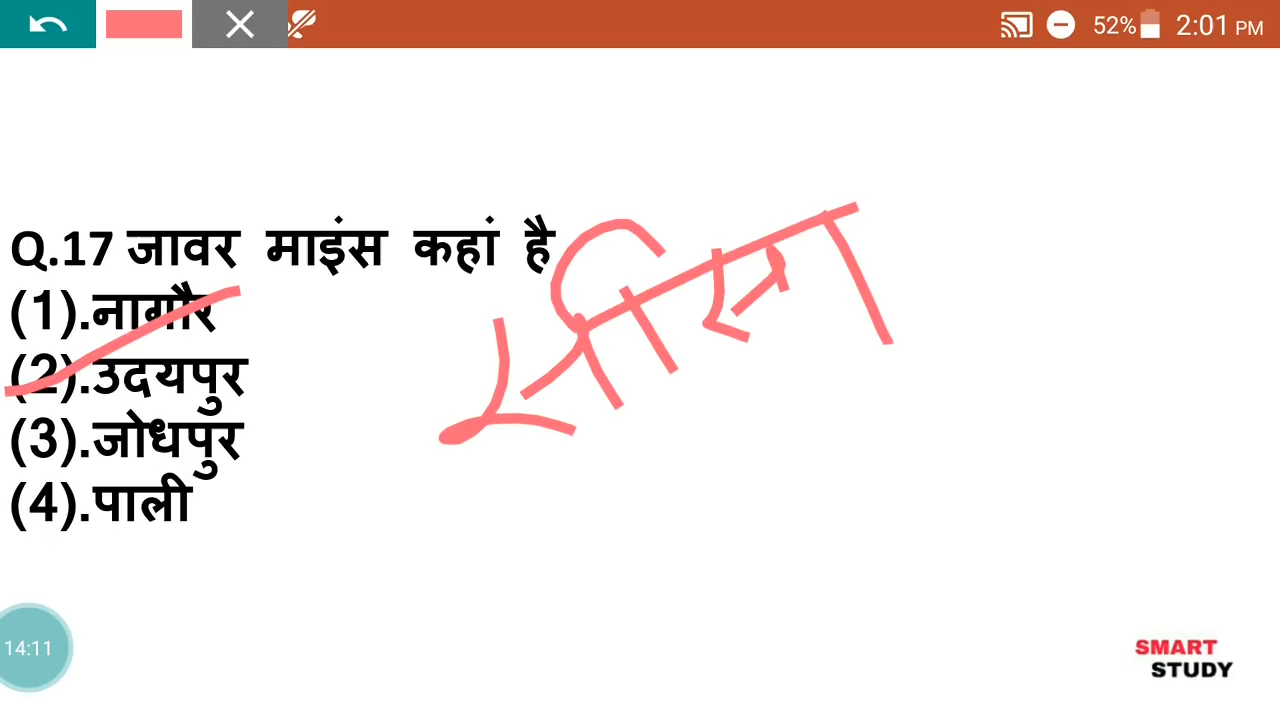 52% 2:01 PM
Q.17 जावर माइंस कहां है
(1).नागौर
(2).उदयपुर
(3).जोधपुर
(4).पाली
14:11
SMART
STUDY